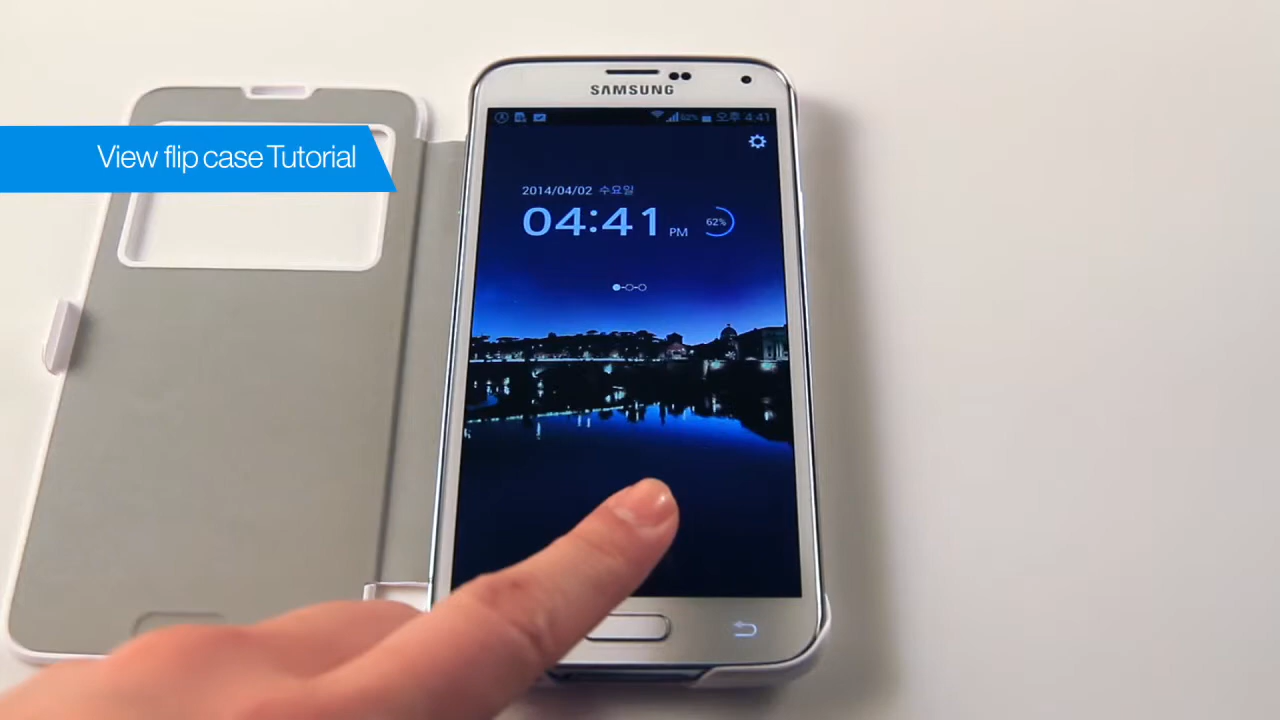 SAMSUNG
오후 4:41
View flip case Tutorial
2014/04/02 수요일
04:41 PM
62%